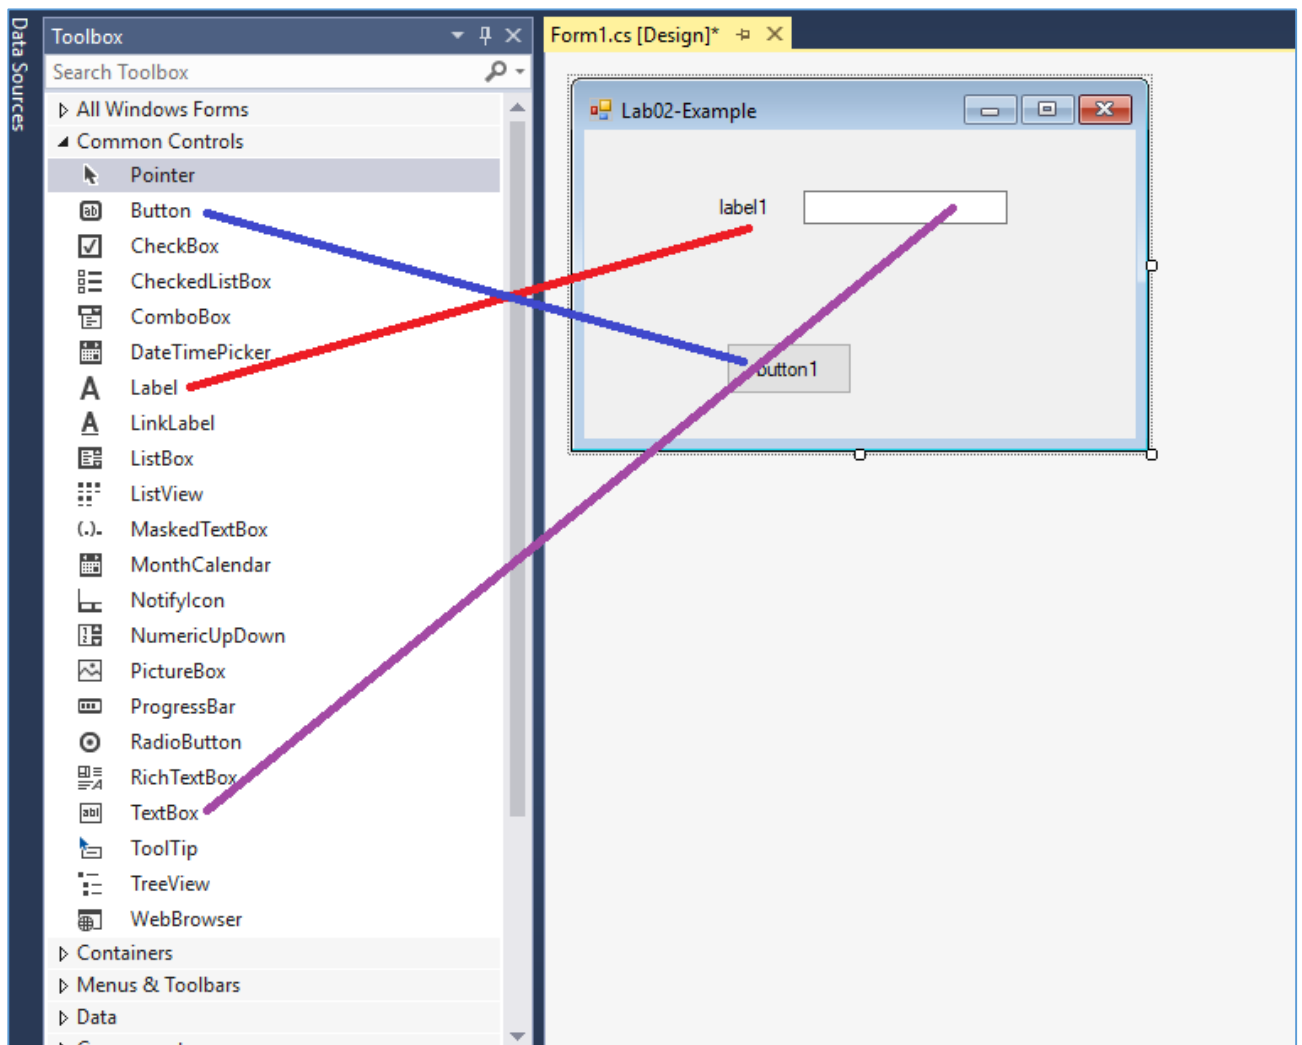 Data Sources
Toolbox
Search Toolbox
All Windows Forms
Common Controls
Pointer
Button
CheckBox
CheckedListBox
ComboBox
DateTimePicker
Label
LinkLabel
ListBox
ListView
MaskedTextBox
MonthCalendar
NotifyIcon
NumericUpDown
PictureBox
ProgressBar
RadioButton
RichTextBox
TextBox
ToolTip
TreeView
WebBrowser
Containers
Menus & Toolbars
Data
Form1.cs [Design]*
Lab02-Example
label1
button1